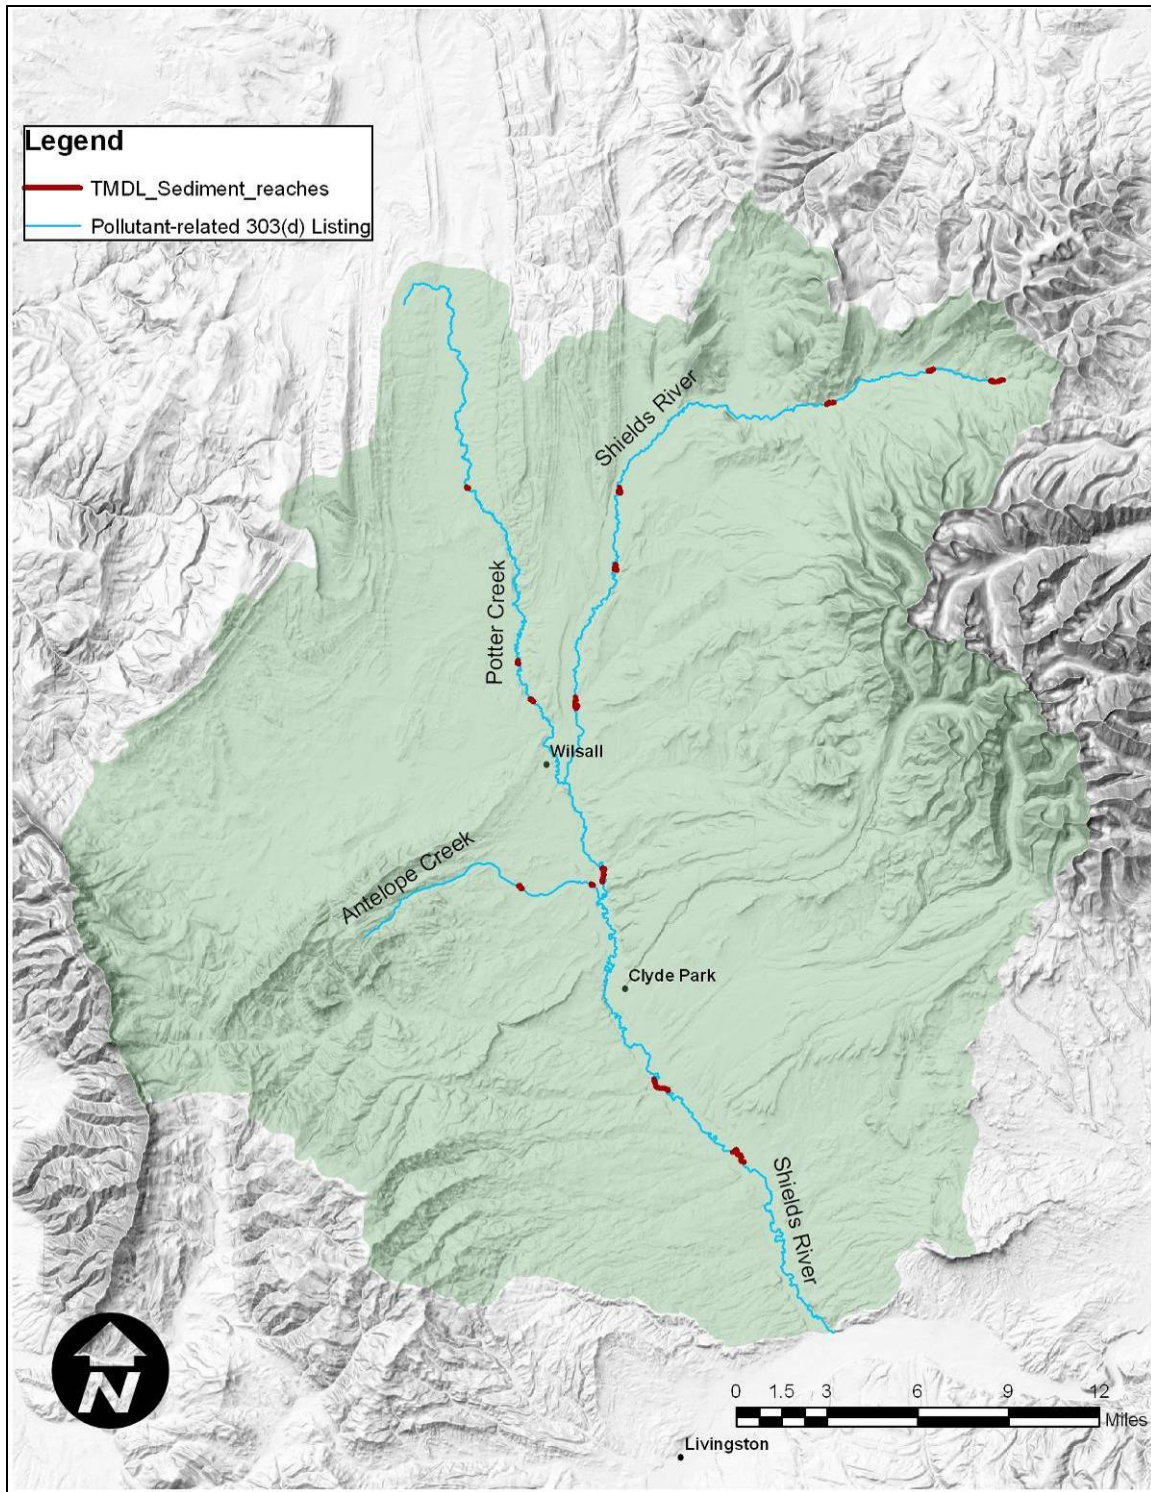 Legend
TMDL_Sediment_reaches
Pollutant-related 303(d) Listing
Shields River
Potter Creek
Wilsall
Antelope Creek
Clyde Park
Shields River
N
0 1.5 3 6 9 12
Miles
Livingston